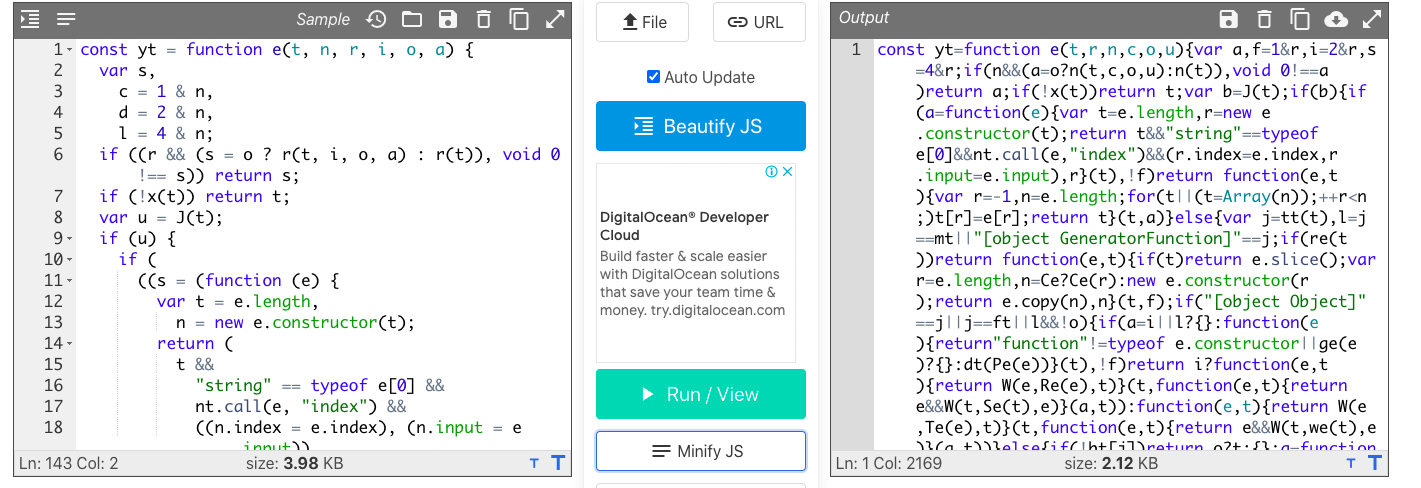 Sample
1 const yt = function e(t, n, r, i, o, a) {
2 var s,
3 c = 1 & n,
4 d = 2 & n,
5 l = 4 & n;
6 if ((r && (s = o ? r(t, i, o, a) : r(t)), void 0
!== s)) return s;
7 if (!x(t)) return t;
8 var u = J(t);
9 if (u) {
10 if (
11 ((s = (function (e) {
12 var t = e.length,
13 n = new e.constructor(t);
14 return (
15 t &&
16 "string" == typeof e[0] &&
17 nt.call(e, "index") &&
18 ((n.index = e.index), (n.input = e
.input))
Ln: 143 Col: 2 size: 3.98 KB T T
File URL
Auto Update
Beautify JS
DigitalOcean® Developer
Cloud
Build faster & scale easier
with DigitalOcean solutions
that save your team time &
money. try.digitalocean.com
Run / View
Minify JS
Output
1 const yt=function e(t,r,n,c,o,u){var a,f=1&r,i=2&r,s
=4&r;if(n&&(a=o?n(t,c,o,u):n(t)),void 0!==a
)return a;if(!x(t))return t;var b=J(t);if(b){if
(a=function(e){var t=e.length,r=new e
.constructor(t);return t&&"string"==typeof
e[0]&&nt.call(e,"index")&&(r.index=e.index,r
.input=e.input),r}(t),!f)return function(e,t
){var r=-1,n=e.length;for(t||(t=Array(n));++r<n
;)t[r]=e[r];return t}(t,a)}else{var j=tt(t),l=j
==mt||"[object GeneratorFunction]"==j;if(re(t
))return function(e,t){if(t)return e.slice();var
r=e.length,n=Ce?Ce(r):new e.constructor(r
);return e.copy(n),n}(t,f);if("[object Object]"
==j||j==ft||l&&!o){if(a=i||l?{}:function(e
){return"function"!=typeof e.constructor||ge(e
)?{}:dt(Pe(e))}(t),!f)return i?function(e,t
){return W(e,Re(e),t)}(t,function(e,t){return
e&&W(t,Se(t),e)}(a,t)):function(e,t){return W(e
,Te(e),t)}(t,function(e,t){return e&&W(t,we(t),e
)}(a,t))}else{if(!ht[j])return o?t:{};a=function
Ln: 1 Col: 2169 size: 2.12 KB T T